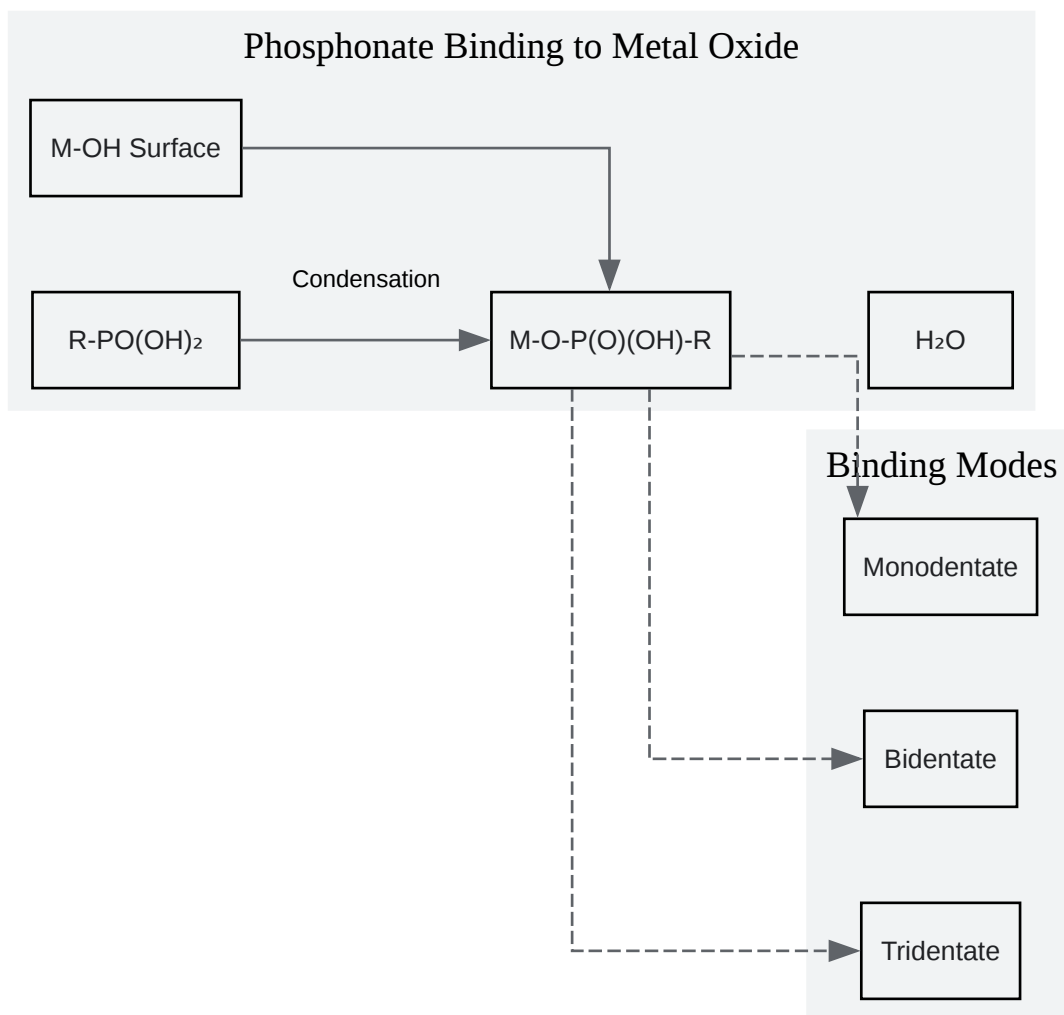 Phosphonate Binding to Metal Oxide
M-OH Surface
Condensation
R-PO(OH)₂
M-O-P(O)(OH)-R
H₂O
Binding Modes
Monodentate
Bidentate
Tridentate